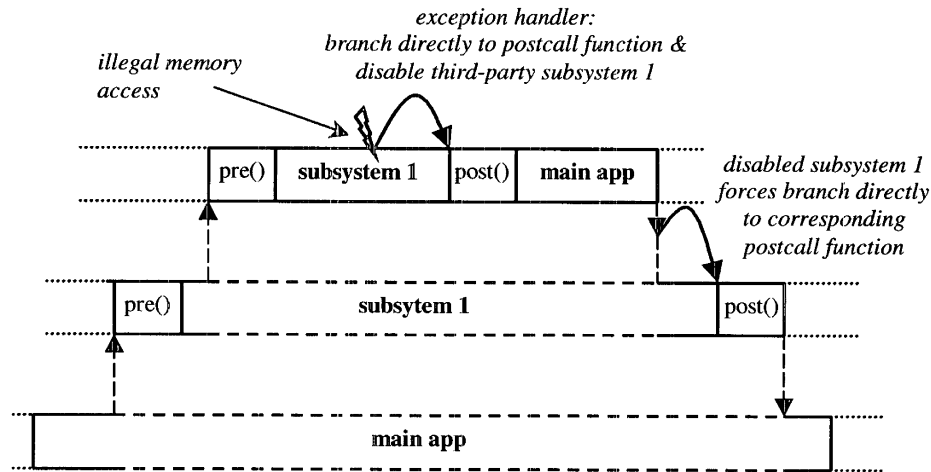 exception handler:
branch directly to postcall function &
disable third-party subsystem 1
illegal memory
access
pre()
subsystem 1
post()
main app
disabled subsystem 1
forces branch directly
to corresponding
postcall function
pre()
subsytem 1
post()
main app